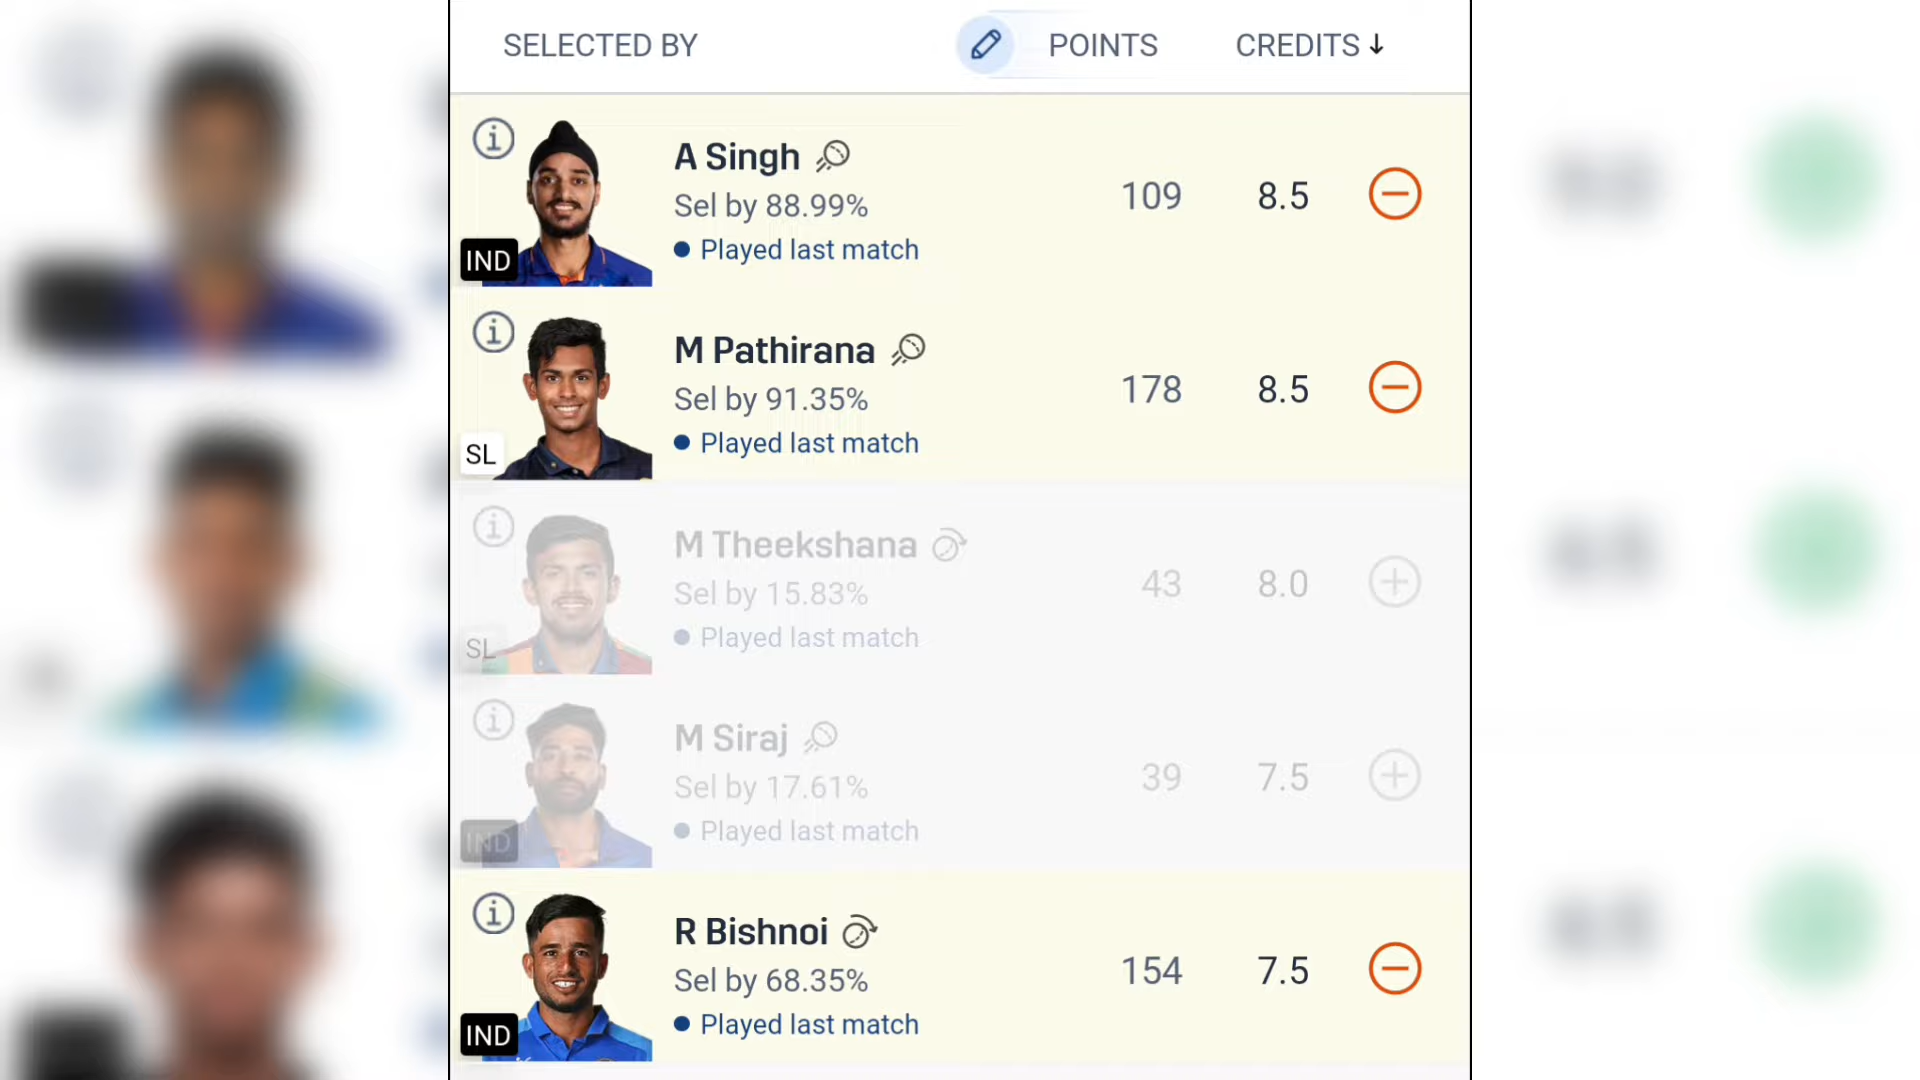 SELECTED BY POINTS CREDITS ↓
A Singh
Sel by 88.99% 109 8.5
Played last match
IND
M Pathirana
Sel by 91.35% 178 8.5
Played last match
SL
M Theekshana
Sel by 15.83% 43 8.0
Played last match
SL
M Siraj
Sel by 17.61% 39 7.5
Played last match
IND
R Bishnoi
Sel by 68.35% 154 7.5
Played last match
IND